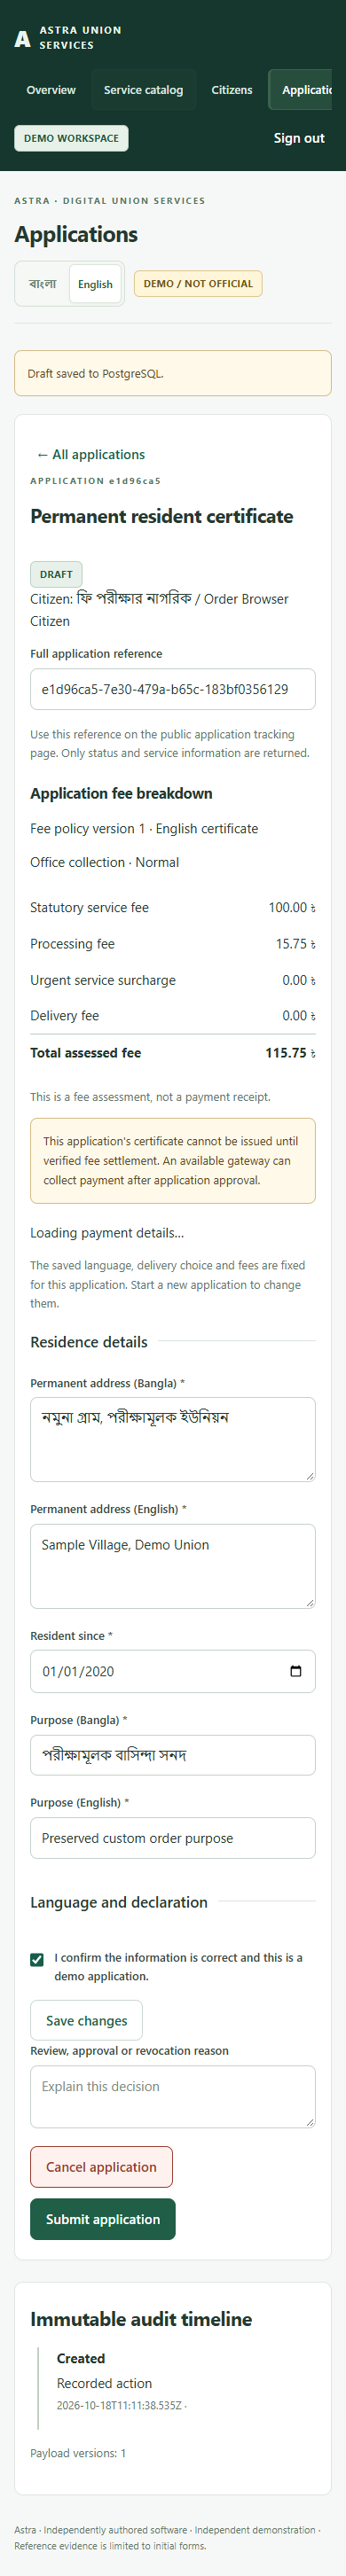 A ASTRA UNION
SERVICES
Overview Service catalog Citizens Applicatic
DEMO WORKSPACE Sign out
ASTRA · DIGITAL UNION SERVICES
Applications
বাংলা English DEMO / NOT OFFICIAL
Draft saved to PostgreSQL.
← All applications
APPLICATION e1d96ca5
Permanent resident certificate
DRAFT
Citizen: ফি পরীক্ষার নাগরিক / Order Browser
Citizen
Full application reference
e1d96ca5-7e30-479a-b65c-183bf0356129
Use this reference on the public application tracking
page. Only status and service information are returned.
Application fee breakdown
Fee policy version 1 · English certificate
Office collection · Normal
Statutory service fee 100.00 ৳
Processing fee 15.75 ৳
Urgent service surcharge 0.00 ৳
Delivery fee 0.00 ৳
Total assessed fee 115.75 ৳
This is a fee assessment, not a payment receipt.
This application's certificate cannot be issued until
verified fee settlement. An available gateway can
collect payment after application approval.
Loading payment details...
The saved language, delivery choice and fees are fixed
for this application. Start a new application to change
them.
Residence details
Permanent address (Bangla) *
নমুনা গ্রাম, পরীক্ষামূলক ইউনিয়ন
Permanent address (English) *
Sample Village, Demo Union
Resident since *
01/01/2020
Purpose (Bangla) *
পরীক্ষামূলক বাসিন্দা সনদ
Purpose (English) *
Preserved custom order purpose
Language and declaration
I confirm the information is correct and this is a
demo application.
Save changes
Review, approval or revocation reason
Explain this decision
Cancel application
Submit application
Immutable audit timeline
Created
Recorded action
2026-10-18T11:11:38.535Z ·
Payload versions: 1
Astra · Independently authored software · Independent demonstration ·
Reference evidence is limited to initial forms.